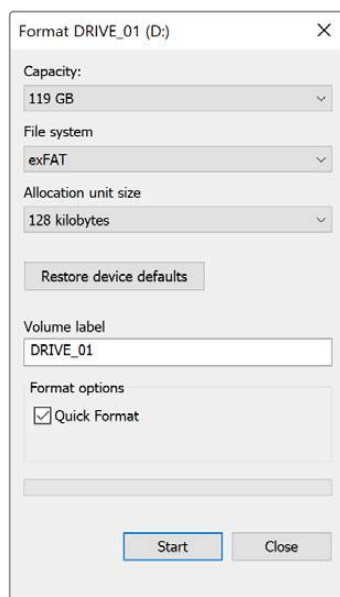 Format DRIVE_01 (D:)
Capacity:
119 GB
File system
exFAT
Allocation unit size
128 kilobytes
Restore device defaults
Volume label
DRIVE_01
Format options
Quick Format
Start Close